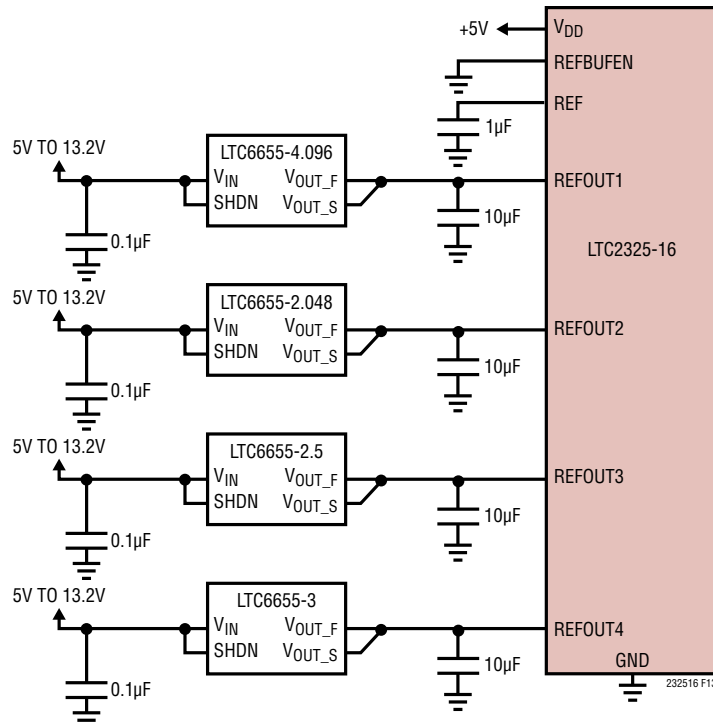 +5V
VDD
REFBUFEN
REF
1µF
5V TO 13.2V
LTC6655-4.096
VIN
VOUT_F
SHDN
VOUT_S
0.1µF
10µF
REFOUT1
LTC2325-16
5V TO 13.2V
LTC6655-2.048
VIN
VOUT_F
SHDN
VOUT_S
0.1µF
10µF
REFOUT2
5V TO 13.2V
LTC6655-2.5
VIN
VOUT_F
SHDN
VOUT_S
0.1µF
10µF
REFOUT3
5V TO 13.2V
LTC6655-3
VIN
VOUT_F
SHDN
VOUT_S
0.1µF
10µF
REFOUT4
GND
232516 F13